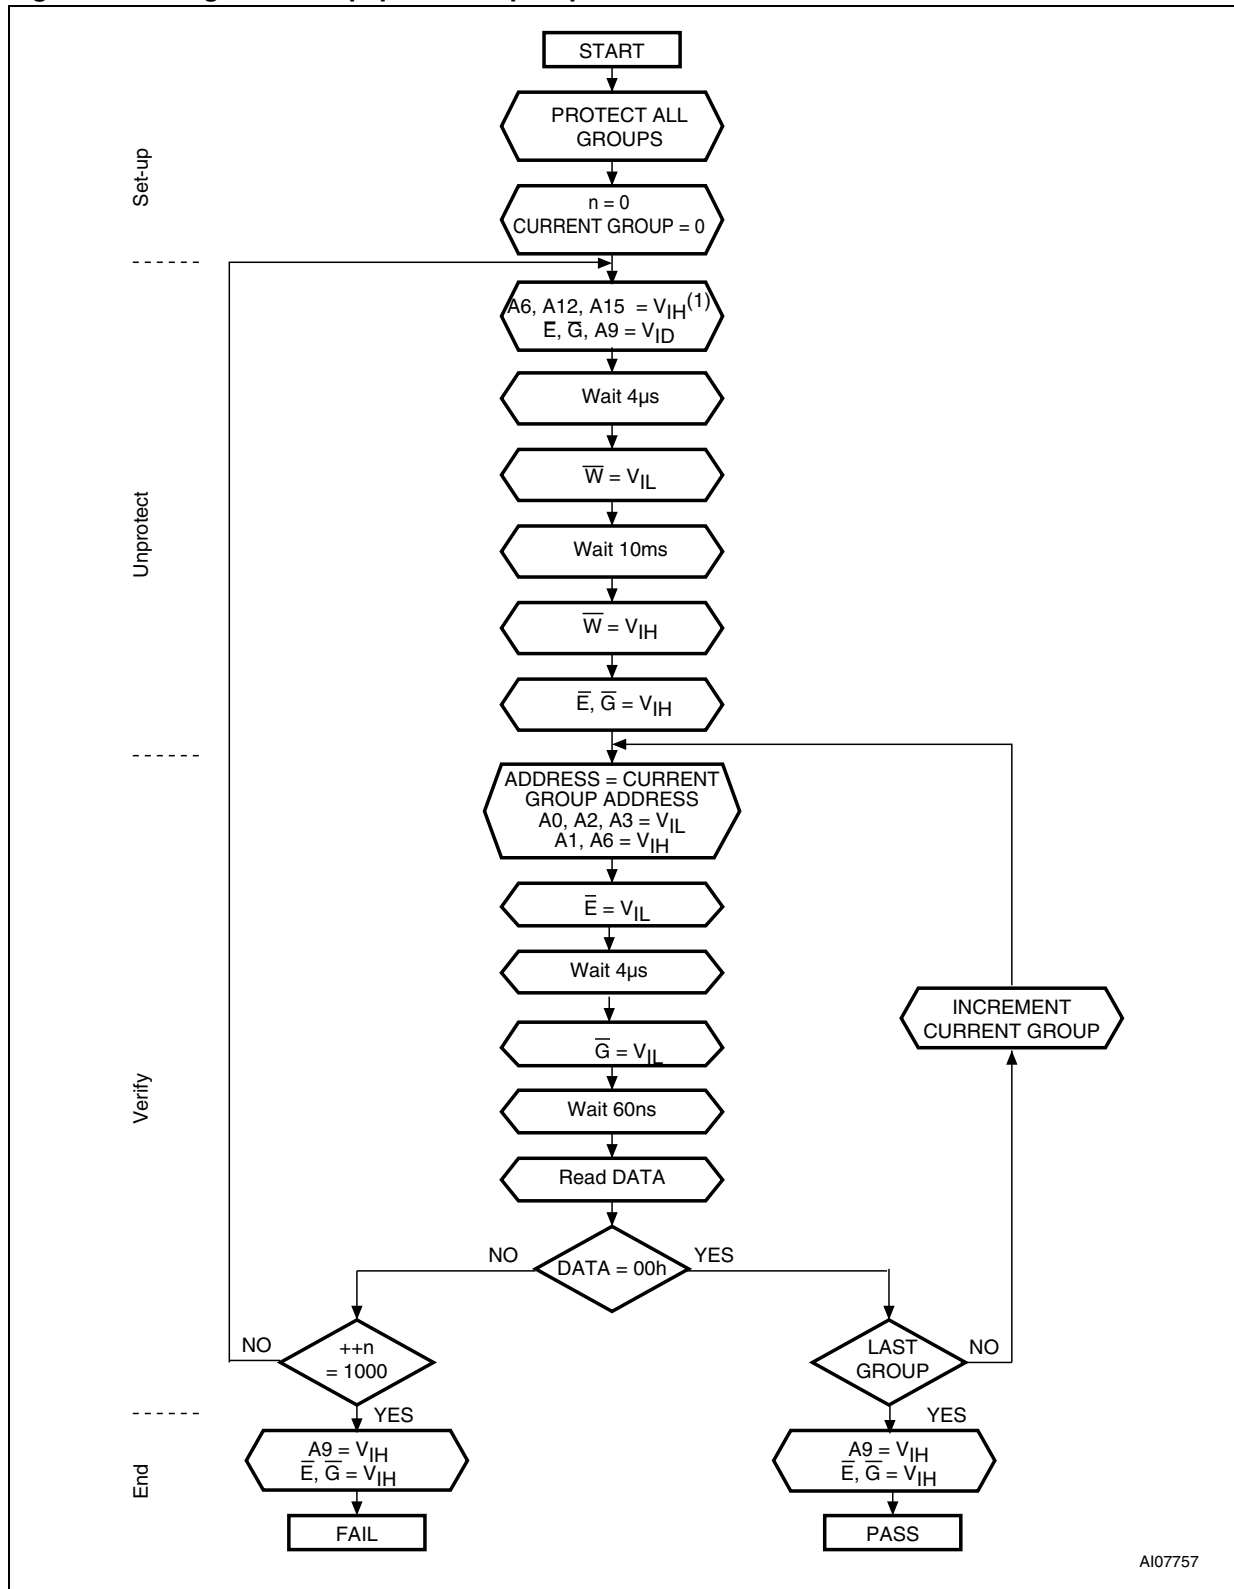 START
PROTECT ALL
GROUPS
Set-up
n = 0
CURRENT GROUP = 0
A6, A12, A15 = VIH(1)
E̅, G̅, A9 = VID
Wait 4µs
W̅ = VIL
Unprotect
Wait 10ms
W̅ = VIH
E̅, G̅ = VIH
ADDRESS = CURRENT
GROUP ADDRESS
A0, A2, A3 = VIL
A1, A6 = VIH
E̅ = VIL
Wait 4µs
INCREMENT
CURRENT GROUP
G̅ = VIL
Verify
Wait 60ns
Read DATA
NO
DATA = 00h
YES
NO
++n
= 1000
LAST
GROUP
NO
YES
YES
End
A9 = VIH
E̅, G̅ = VIH
A9 = VIH
E̅, G̅ = VIH
FAIL
PASS
AI07757